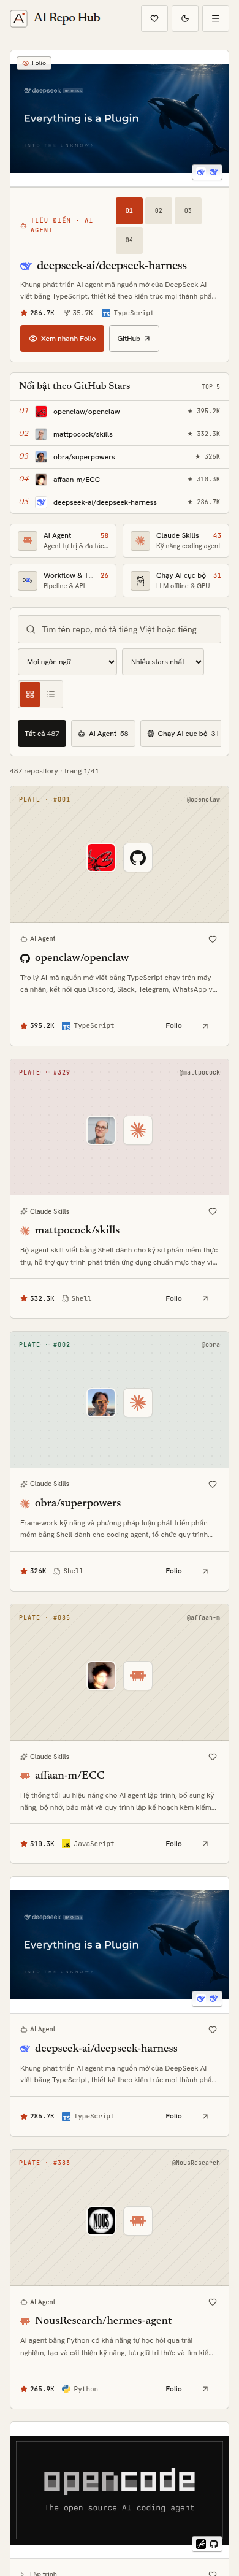 AI Repo Hub
Folio
deepseek HARNESS
Everything is a Plugin
TIÊU ĐIỂM · AI AGENT
01
02
03
04
deepseek-ai/deepseek-harness
Khung phát triển AI agent mã nguồn mở của DeepSeek AI
viết bằng TypeScript, thiết kế theo kiến trúc mọi thành phầ...
286.7K 35.7K TypeScript
Xem nhanh Folio
GitHub
Nổi bật theo GitHub Stars
TOP 5
01 openclaw/openclaw ★ 395.2K
02 mattpocock/skills ★ 332.3K
03 obra/superpowers ★ 326K
04 affaan-m/ECC ★ 310.3K
05 deepseek-ai/deepseek-harness ★ 286.7K
AI Agent 58
Agent tự trị & đa tác...
Claude Skills 43
Kỹ năng coding agent
Dify
Workflow & T... 26
Pipeline & API
Chạy AI cục bộ 31
LLM offline & GPU
Tìm tên repo, mô tả tiếng Việt hoặc tiếng
Mọi ngôn ngữ
Nhiều stars nhất
Tất cả 487
AI Agent 58
Chạy AI cục bộ 31
487 repository · trang 1/41
PLATE · #001
@openclaw
AI Agent
openclaw/openclaw
Trợ lý AI mã nguồn mở viết bằng TypeScript chạy trên máy
cá nhân, kết nối qua Discord, Slack, Telegram, WhatsApp v...
395.2K TypeScript Folio
PLATE · #329
@mattpocock
Claude Skills
mattpocock/skills
Bộ agent skill viết bằng Shell dành cho kỹ sư phần mềm thực
thụ, hỗ trợ quy trình phát triển ứng dụng chuẩn mực thay vì...
332.3K Shell Folio
PLATE · #002
@obra
Claude Skills
obra/superpowers
Framework kỹ năng và phương pháp luận phát triển phần
mềm bằng Shell dành cho coding agent, tổ chức quy trình...
326K Shell Folio
PLATE · #085
@affaan-m
Claude Skills
affaan-m/ECC
Hệ thống tối ưu hiệu năng cho AI agent lập trình, bổ sung kỹ
năng, bộ nhớ, bảo mật và quy trình lập kế hoạch kèm kiểm...
310.3K JavaScript Folio
deepseek HARNESS
Everything is a Plugin
AI Agent
deepseek-ai/deepseek-harness
Khung phát triển AI agent mã nguồn mở của DeepSeek AI
viết bằng TypeScript, thiết kế theo kiến trúc mọi thành phầ...
286.7K TypeScript Folio
PLATE · #383
@NousResearch
NOUS
AI Agent
NousResearch/hermes-agent
AI agent bằng Python có khả năng tự học hỏi qua trải
nghiệm, tạo và cải thiện kỹ năng, lưu giữ tri thức và tìm kiế...
265.9K Python Folio
opencode
The open source AI coding agent
Lập trình